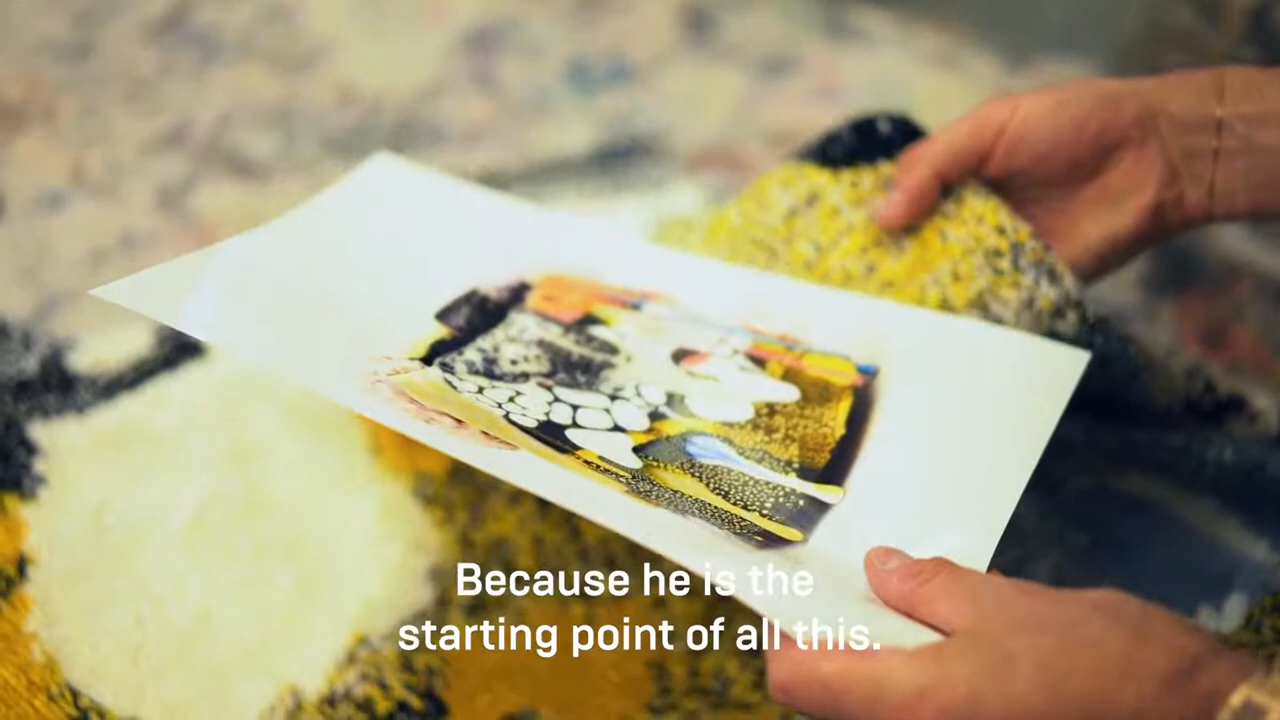 Because he is the
starting point of all this.